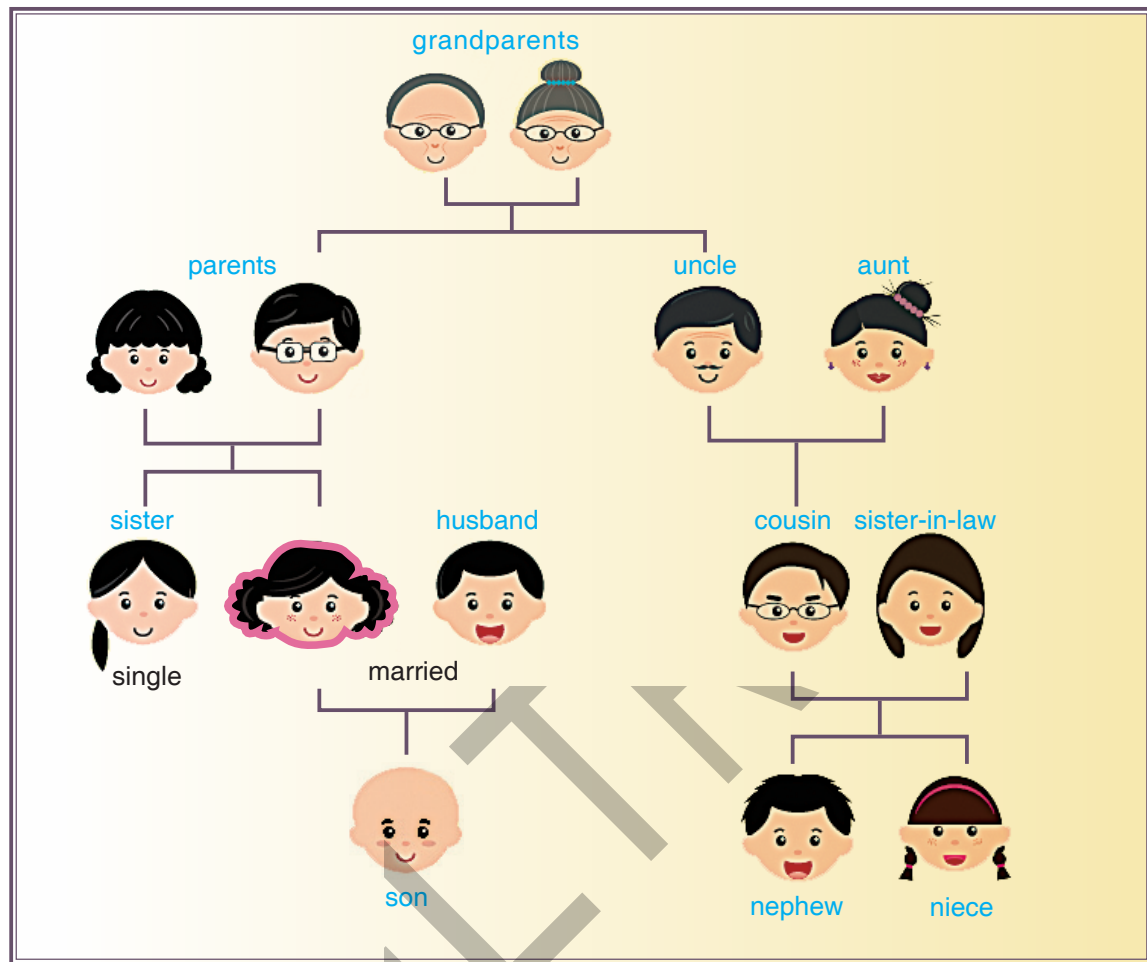 grandparents
parents
uncle
aunt
sister
husband
cousin
sister-in-law
single
married
son
nephew
niece